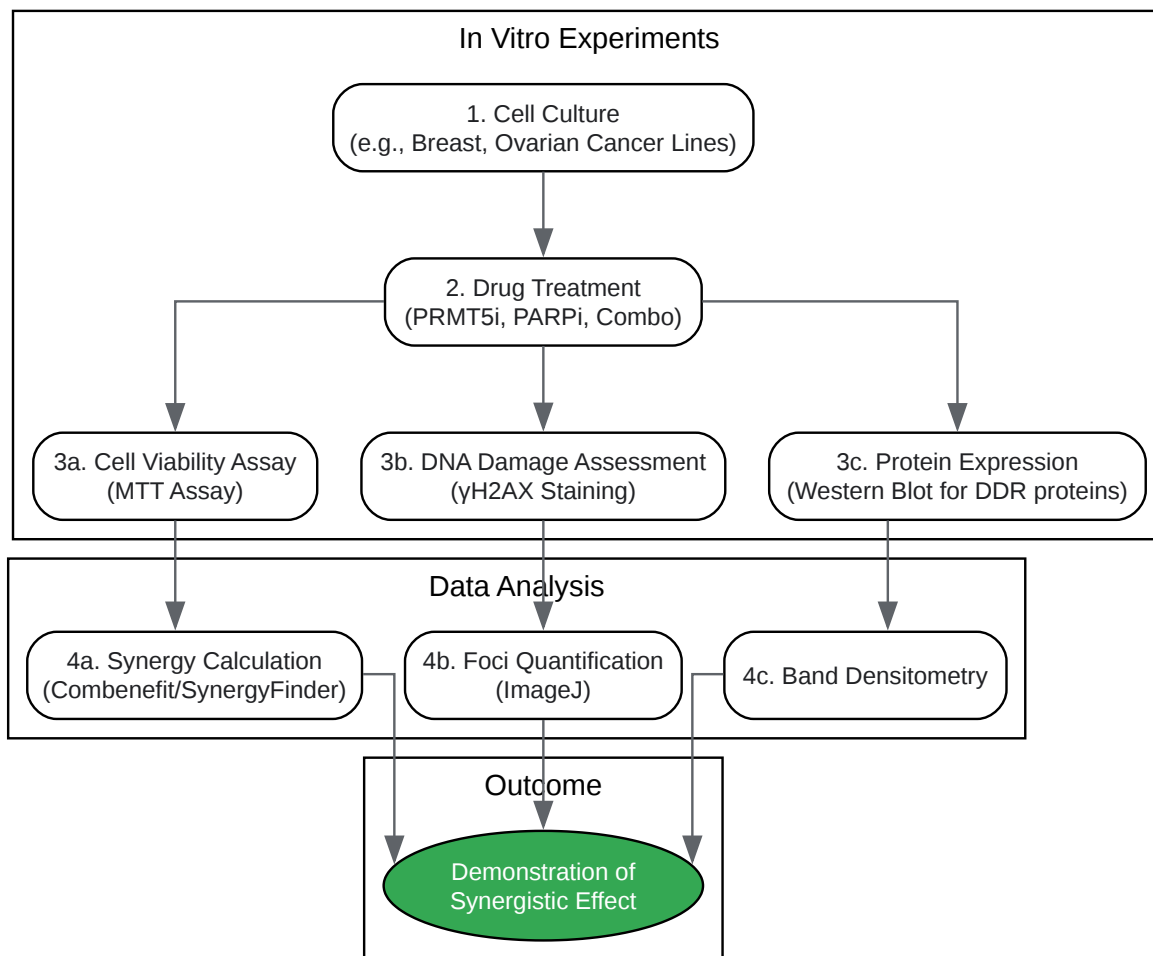 In Vitro Experiments
1. Cell Culture
(e.g., Breast, Ovarian Cancer Lines)
2. Drug Treatment
(PRMT5i, PARPi, Combo)
3a. Cell Viability Assay
(MTT Assay)
3b. DNA Damage Assessment
(γH2AX Staining)
3c. Protein Expression
(Western Blot for DDR proteins)
Data Analysis
4a. Synergy Calculation
(Combenefit/SynergyFinder)
4b. Foci Quantification
(ImageJ)
4c. Band Densitometry
Outcome
Demonstration of
Synergistic Effect